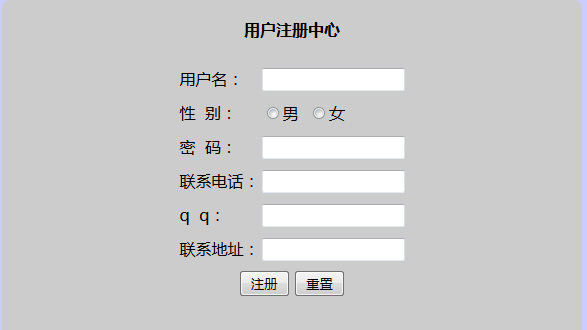 用户注册中心
用户名：
性 别： 男 女
密 码：
联系电话：
q q：
联系地址：
注册 重置